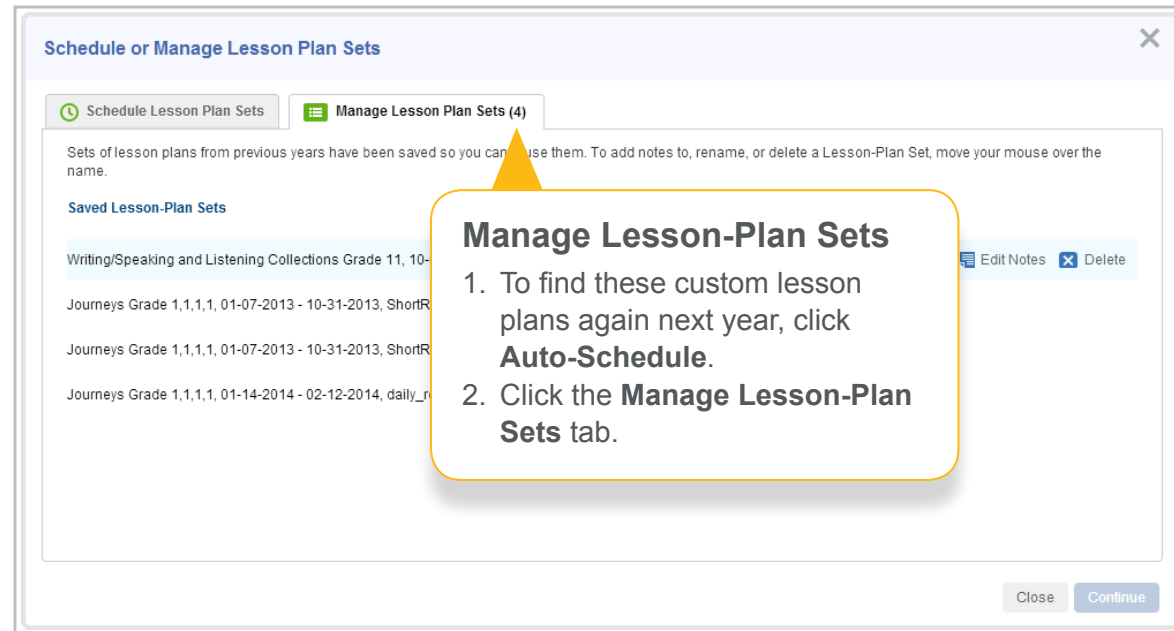 Schedule or Manage Lesson Plan Sets
Schedule Lesson Plan Sets
Manage Lesson Plan Sets (4)
Sets of lesson plans from previous years have been saved so you can use them. To add notes to, rename, or delete a Lesson-Plan Set, move your mouse over the
name.
Saved Lesson-Plan Sets
Writing/Speaking and Listening Collections Grade 11, 10-
Edit Notes
Delete
Journeys Grade 1,1,1,1, 01-07-2013 - 10-31-2013, ShortR
Journeys Grade 1,1,1,1, 01-07-2013 - 10-31-2013, ShortR
Journeys Grade 1,1,1,1, 01-14-2014 - 02-12-2014, daily_r
Manage Lesson-Plan Sets
1. To find these custom lesson
plans again next year, click
Auto-Schedule.
2. Click the Manage Lesson-Plan
Sets tab.
Close
Continue